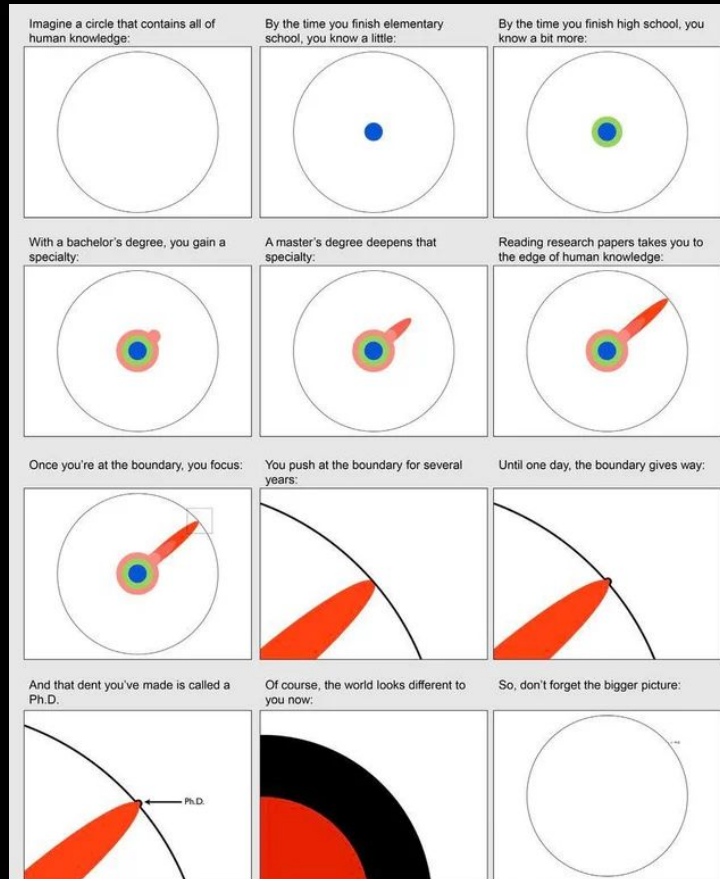 Imagine a circle that contains all of
human knowledge:
By the time you finish elementary
school, you know a little:
By the time you finish high school, you
know a bit more:
With a bachelor's degree, you gain a
specialty:
A master's degree deepens that
specialty:
Reading research papers takes you to
the edge of human knowledge:
Once you're at the boundary, you focus:
You push at the boundary for several
years:
Until one day, the boundary gives way:
And that dent you've made is called a
Ph.D.
Ph.D.
Of course, the world looks different to
you now:
So, don't forget the bigger picture: